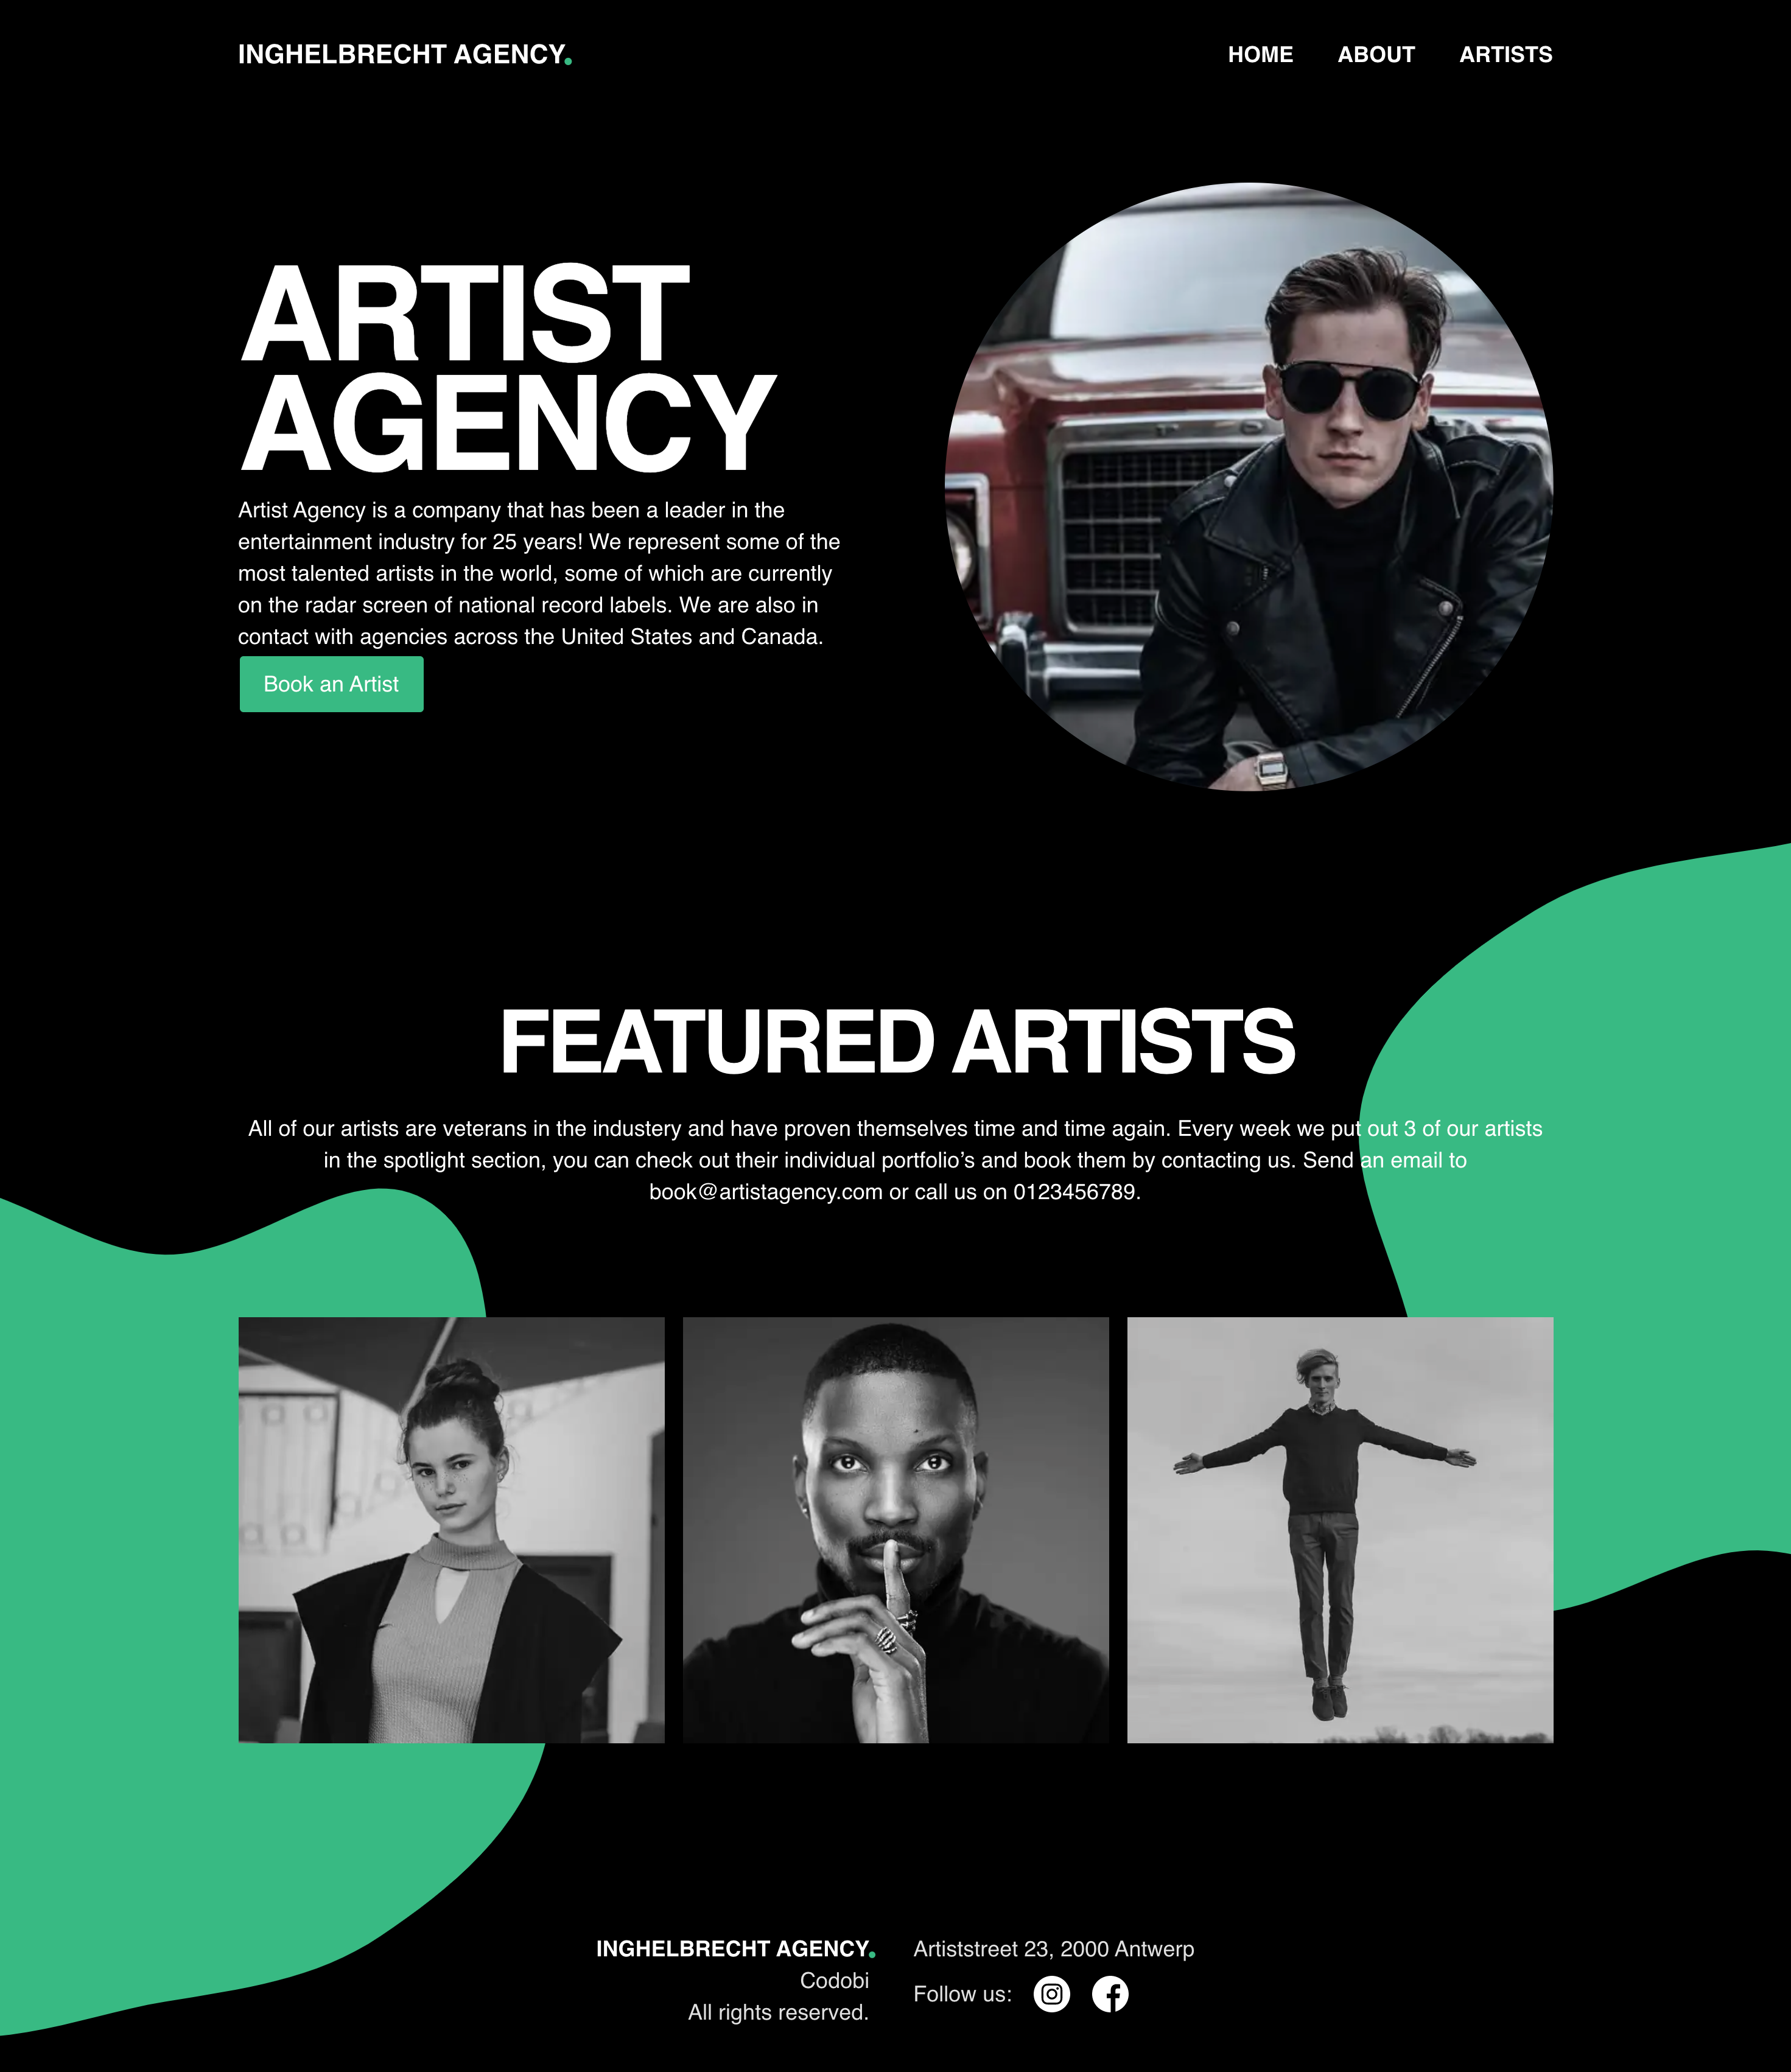 INGHELBRECHT AGENCY.
HOME ABOUT ARTISTS
ARTIST
AGENCY
Artist Agency is a company that has been a leader in the
entertainment industry for 25 years! We represent some of the
most talented artists in the world, some of which are currently
on the radar screen of national record labels. We are also in
contact with agencies across the United States and Canada.
Book an Artist
FEATURED ARTISTS
All of our artists are veterans in the industery and have proven themselves time and time again. Every week we put out 3 of our artists
in the spotlight section, you can check out their individual portfolio’s and book them by contacting us. Send an email to
book@artistagency.com or call us on 0123456789.
INGHELBRECHT AGENCY.
Codobi
All rights reserved.
Artiststreet 23, 2000 Antwerp
Follow us: